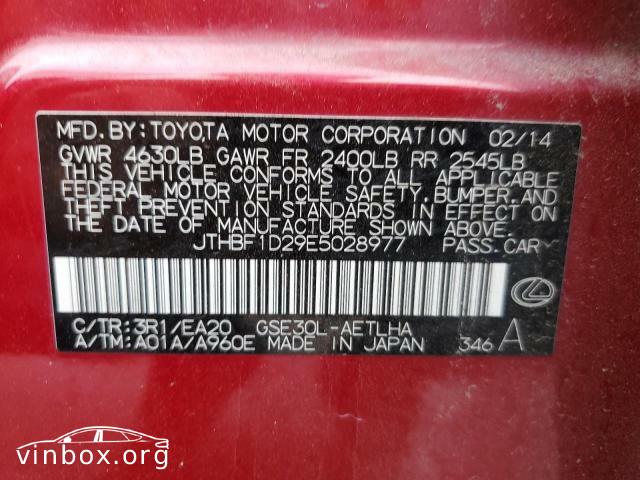 MFD.BY:TOYOTA MOTOR CORPORATION 02/14
GVWR 4630LB GAWR FR 2400LB RR 2545LB
THIS VEHICLE CONFORMS TO ALL APPLICABLE
FEDERAL MOTOR VEHICLE SAFETY,BUMPER,AND
THEFT PREVENTION STANDARDS IN EFFECT ON
THE DATE OF MANUFACTURE SHOWN ABOVE.
JTHBF1D29E5028977 PASS.CAR
C/TR:3R1/EA20 GSE30L-AETLHA
A/TM:A01A/A960E MADE IN JAPAN 346 A
vinbox.org